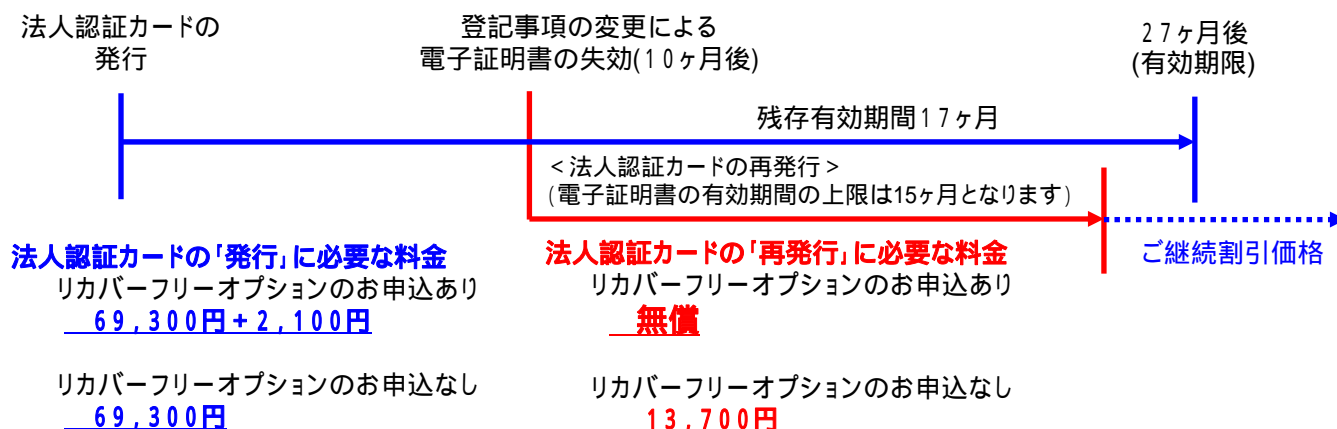 法人認証カードの
発行
登記事項の変更による
電子証明書の失効(10ヶ月後)
27ヶ月後
(有効期限)
残存有効期間17ヶ月
<法人認証カードの再発行>
(電子証明書の有効期間の上限は15ヶ月となります)
法人認証カードの「発行」に必要な料金
リカバーフリーオプションのお申込あり
69,300円+2,100円
リカバーフリーオプションのお申込なし
69,300円
法人認証カードの「再発行」に必要な料金
リカバーフリーオプションのお申込あり
無償
リカバーフリーオプションのお申込なし
13,700円
ご継続割引価格